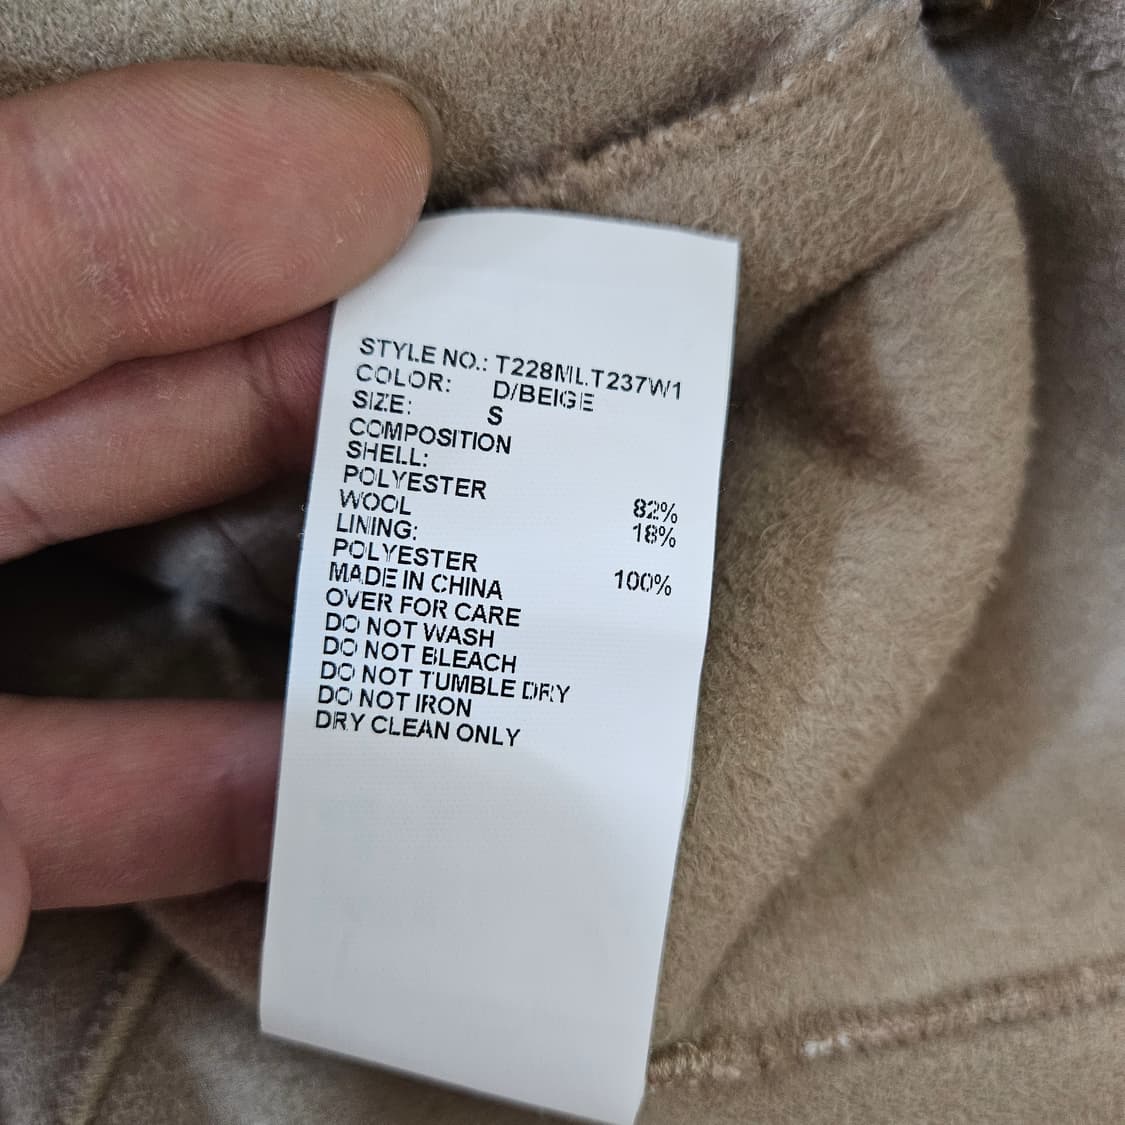 STYLE NO.: T228ML.T237W1
COLOR: D/BEIGE
SIZE: S
COMPOSITION
SHELL:
POLYESTER 82%
WOOL 18%
LINING:
POLYESTER 100%
MADE IN CHINA
OVER FOR CARE
DO NOT WASH
DO NOT BLEACH
DO NOT TUMBLE DRY
DO NOT IRON
DRY CLEAN ONLY